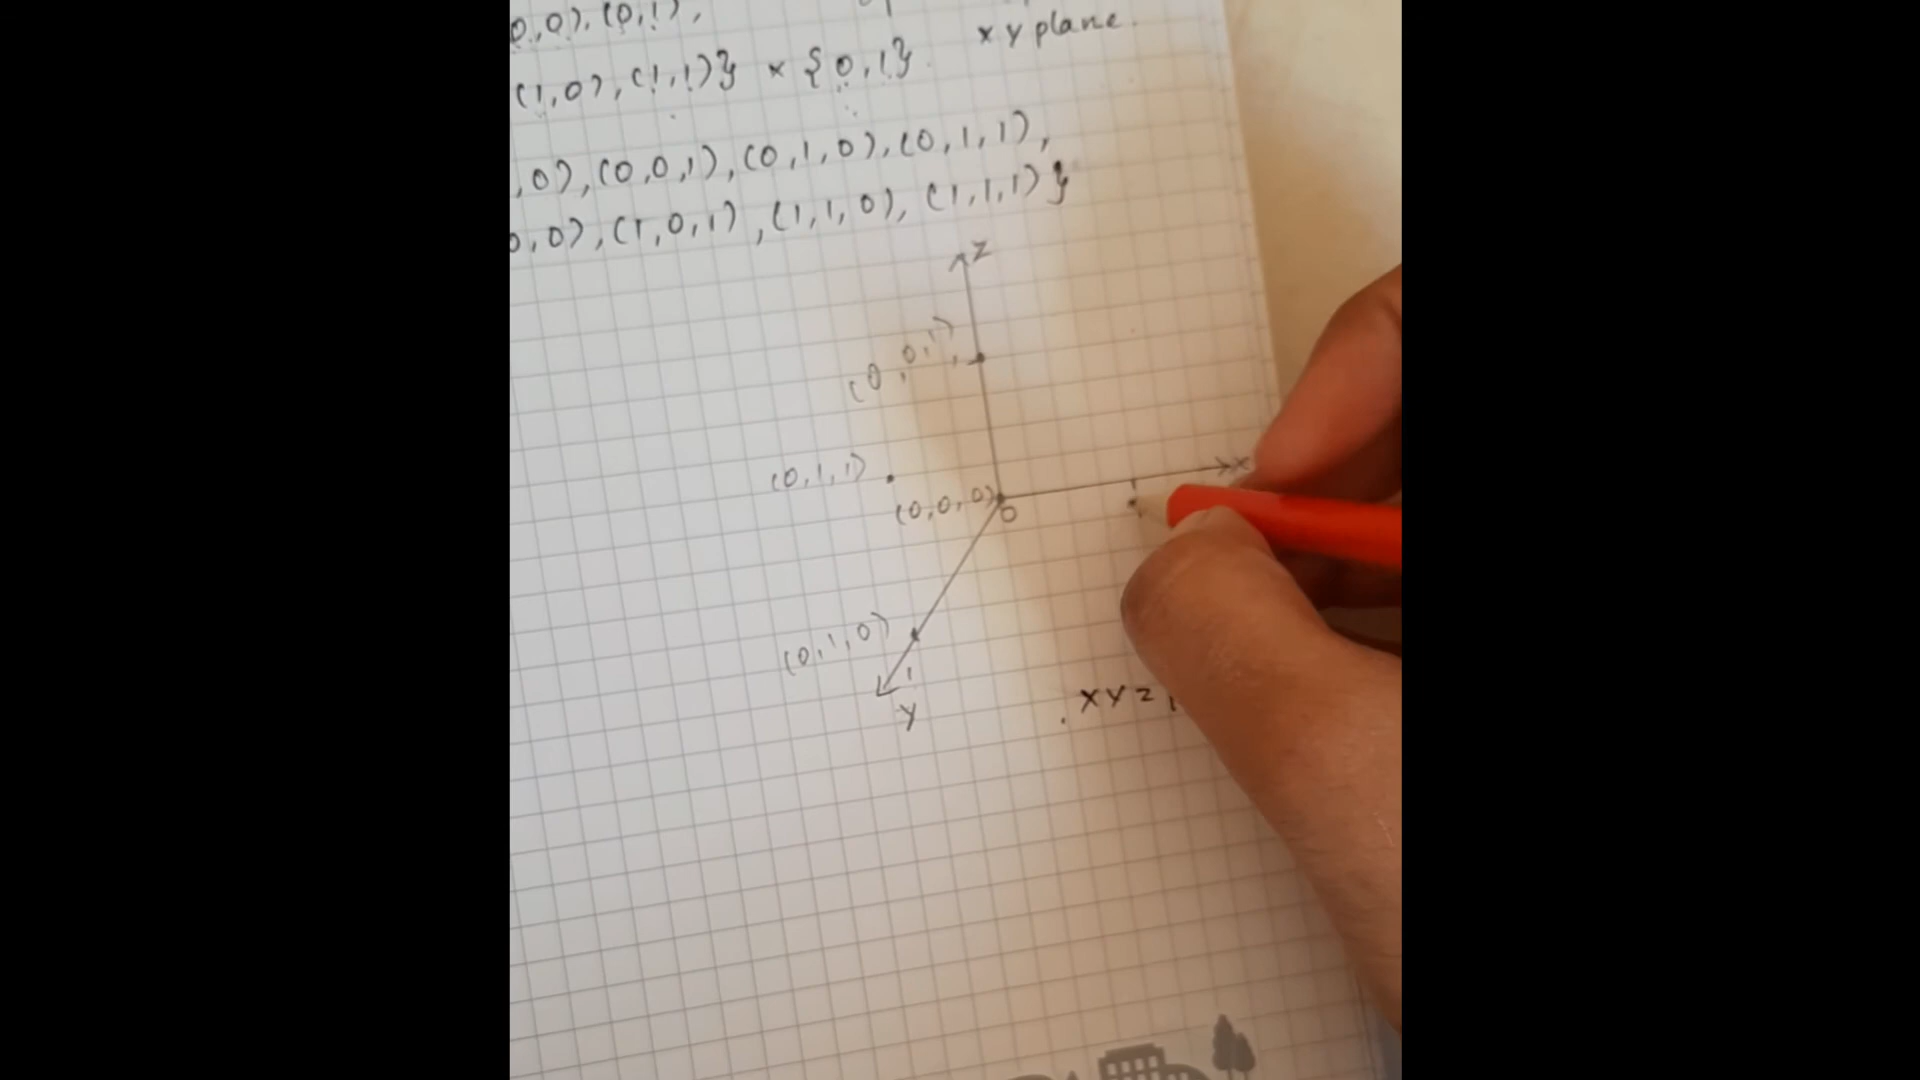 0,0),(0,1),
(1,0),(1,1)} × {0,1}.
xy plane.
,0),(0,0,1),(0,1,0),(0,1,1),
0,0),(1,0,1),(1,1,0),(1,1,1)}
Z
(0,0,1)
(0,1,1)
X
(0,0,0)
O
1
(0,1,0)
1
Y
XYZ